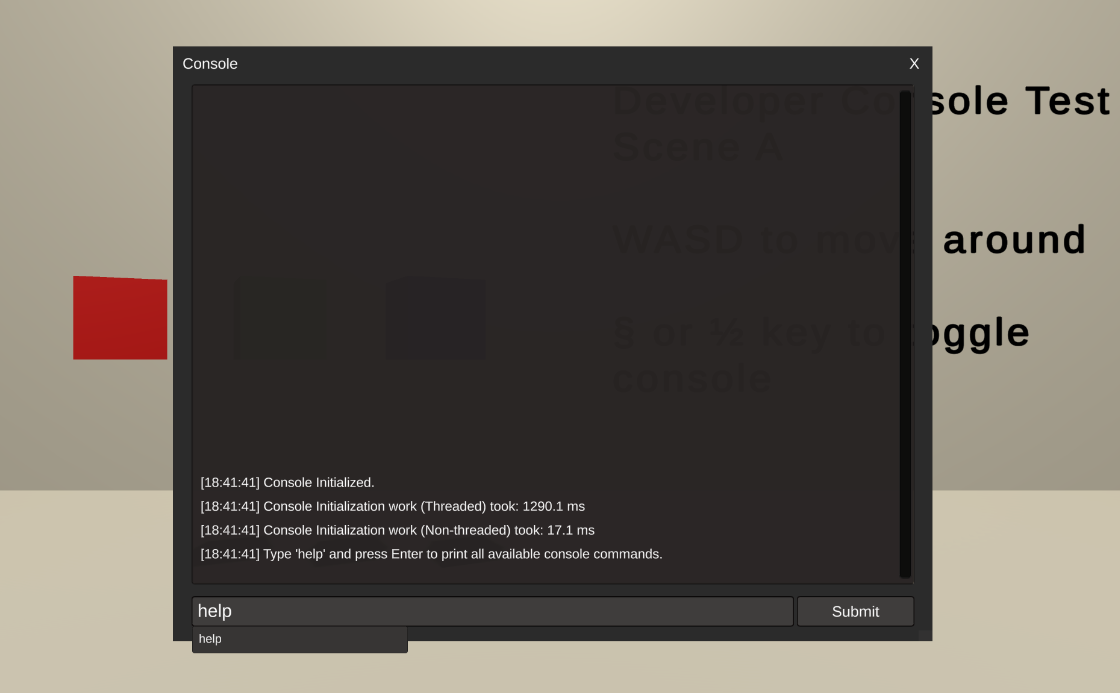 Console
X
Developer Console Test
Scene A
WASD to move around
§ or ½ key to toggle
console
[18:41:41] Console Initialized.
[18:41:41] Console Initialization work (Threaded) took: 1290.1 ms
[18:41:41] Console Initialization work (Non-threaded) took: 17.1 ms
[18:41:41] Type 'help' and press Enter to print all available console commands.
help
Submit
help